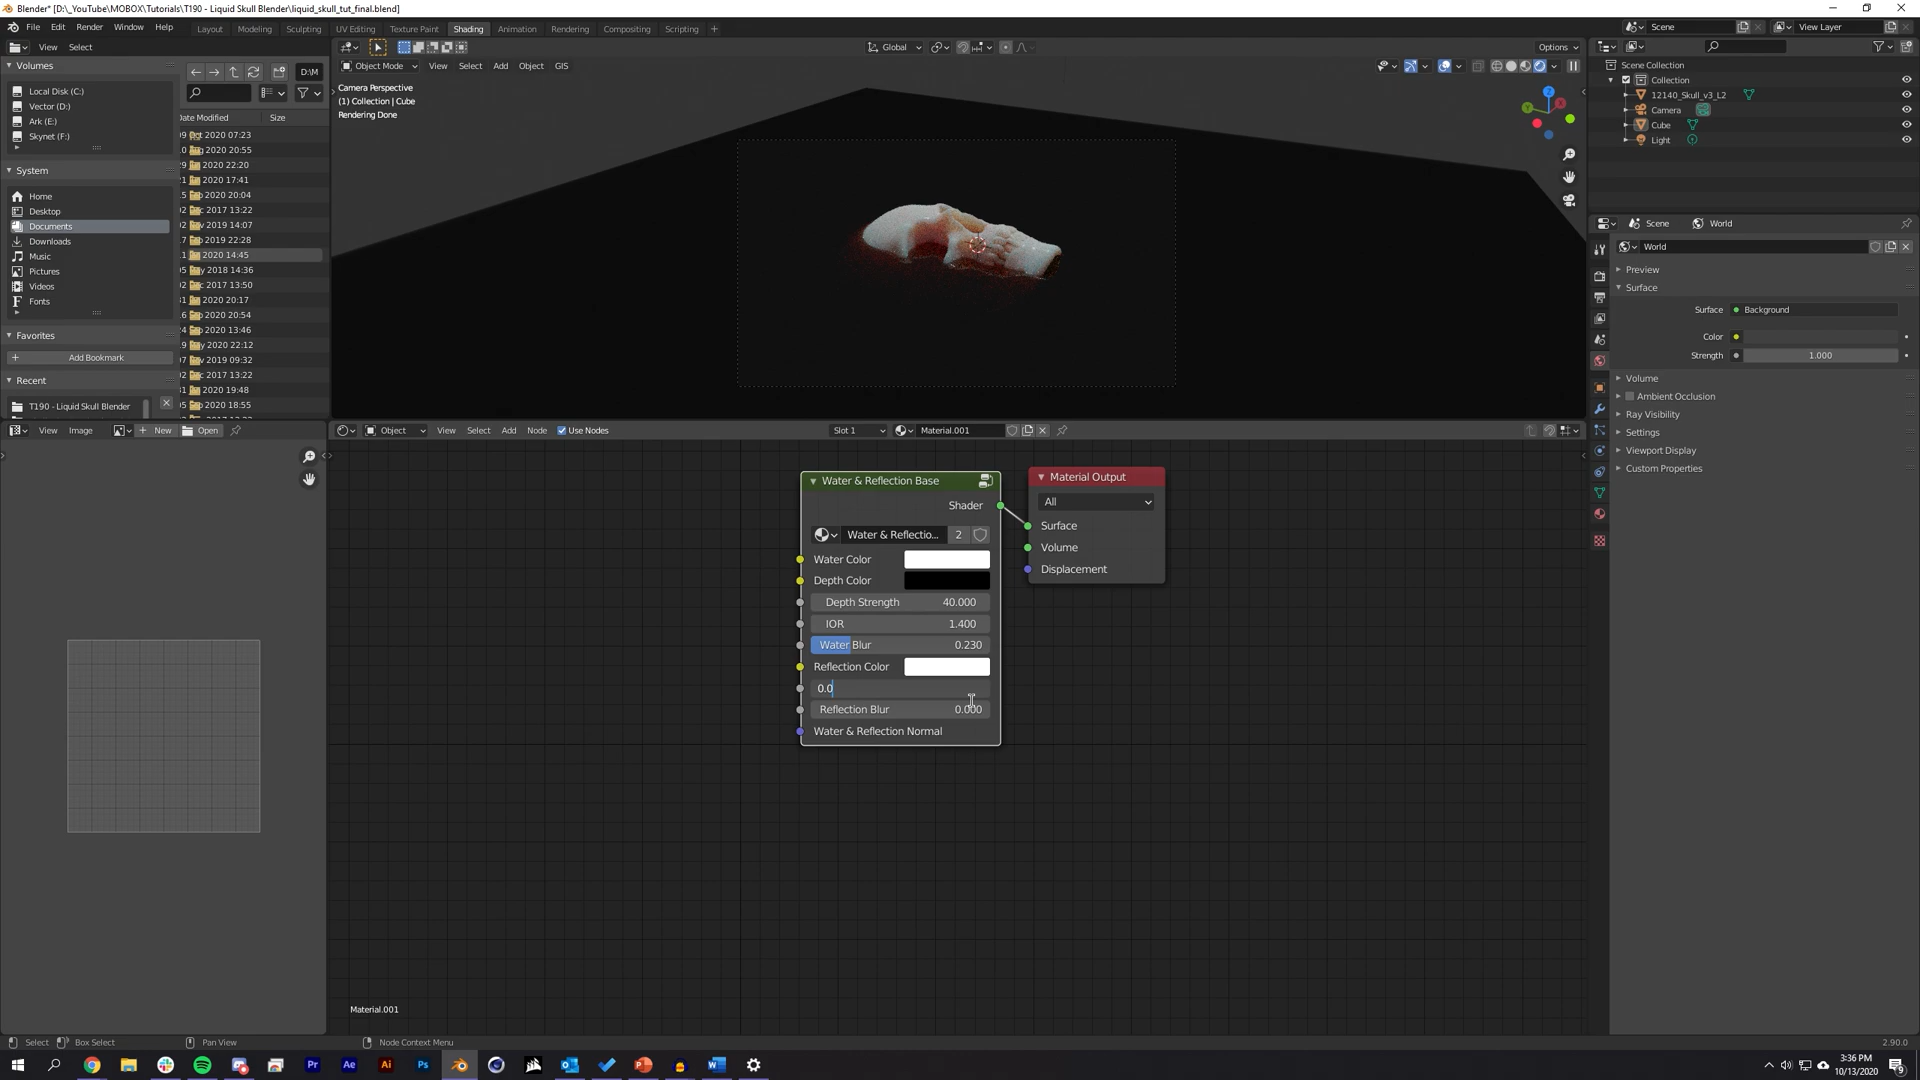 Blender* [D:\_YouTube\MOBOX\Tutorials\T190 - Liquid Skull Blender\liquid_skull_tut_final.blend]
File Edit Render Window Help Layout Modeling Sculpting UV Editing Texture Paint Shading Animation Rendering Compositing Scripting + Scene View Layer
View Select Global Options
Volumes D:\M Object Mode View Select Add Object GIS Scene Collection
Local Disk (C:) Camera Perspective Collection
Vector (D:) (1) Collection | Cube 12140_Skull_v3_L2
Ark (E:) Rendering Done Camera
Skynet (F:) Cube
Light
Date Modified Size
2020 07:23
2020 20:55
2020 22:20
2020 17:41
2020 20:04
2017 13:22
2019 14:07
2019 22:28
2020 14:45
2018 14:36
2017 13:50
2020 20:17
2020 20:54
2020 13:46
2020 22:12
2019 09:32
2017 13:22
2020 19:48
2020 18:55
System
Home
Desktop
Documents
Downloads
Music
Pictures
Videos
Fonts
Favorites
Add Bookmark
Recent
T190 - Liquid Skull Blender
Scene World
World
Preview
Surface
Surface Background
Color
Strength 1.000
Volume
Ambient Occlusion
Ray Visibility
Settings
Viewport Display
Custom Properties
View Image New Open Object View Select Add Node Use Nodes Slot 1 Material.001
Water & Reflection Base
Shader
Water & Reflectio... 2
Water Color
Depth Color
Depth Strength 40.000
IOR 1.400
Water Blur 0.230
Reflection Color
0.0
Reflection Blur 0.000
Water & Reflection Normal
Material Output
All
Surface
Volume
Displacement
Material.001
Select Box Select Pan View Node Context Menu 2.90.0
Pr Ae Ai Ps
3:36 PM
10/13/2020